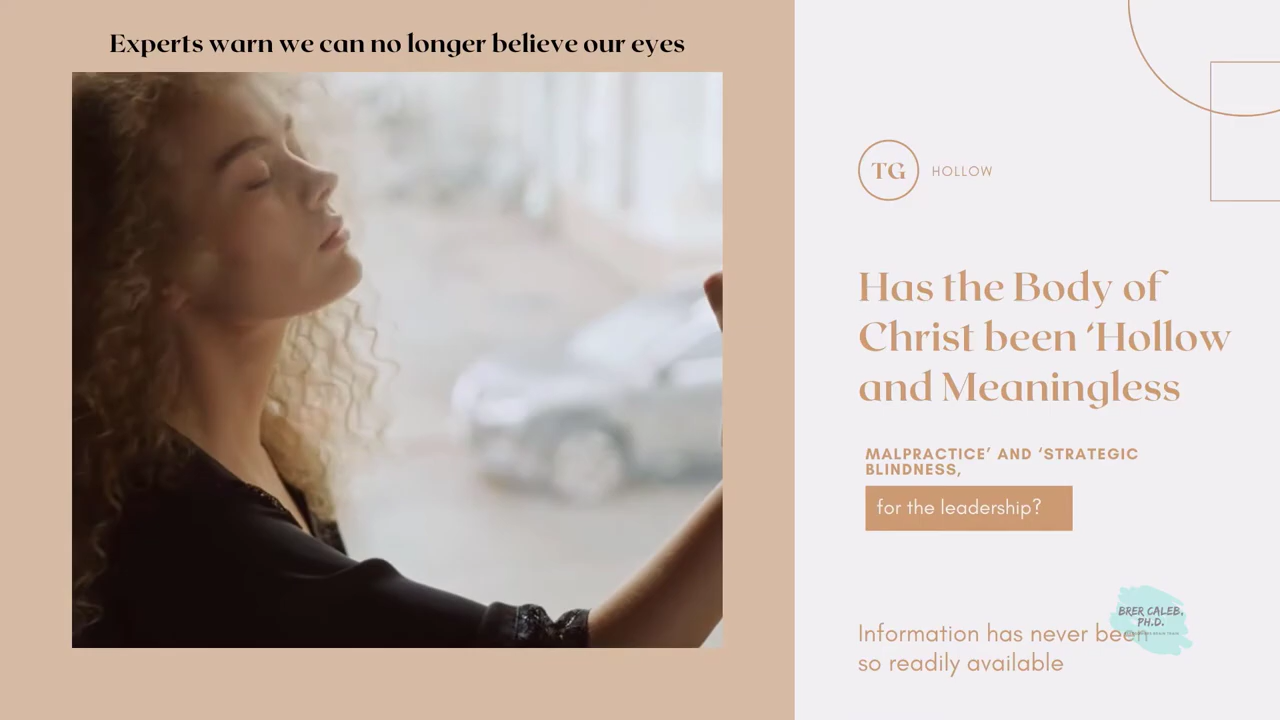 Experts warn we can no longer believe our eyes
TG
HOLLOW
Has the Body of
Christ been ‘Hollow
and Meaningless
MALPRACTICE’ AND ‘STRATEGIC
BLINDNESS,
for the leadership?
BRER CALEB,
PH.D.
Information has never been
so readily available